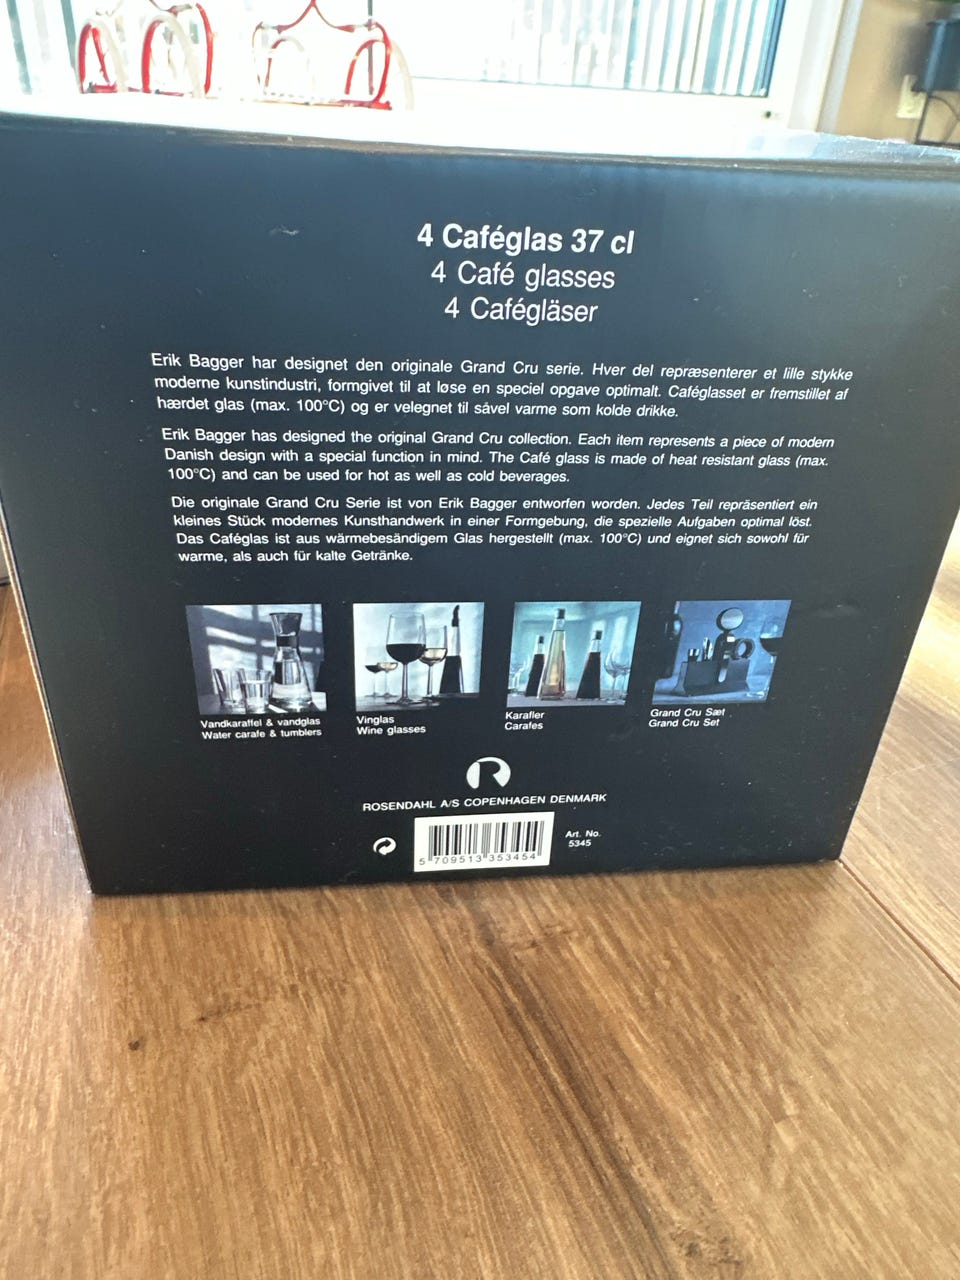 4 Caféglas 37 cl
4 Café glasses
4 Cafégläser
Erik Bagger har designet den originale Grand Cru serie. Hver del repræsenterer et lille stykke
moderne kunstindustri, formgivet til at løse en speciel opgave optimalt. Caféglasset er fremstillet af
hærdet glas (max. 100°C) og er velegnet til såvel varme som kolde drikke.
Erik Bagger has designed the original Grand Cru collection. Each item represents a piece of modern
Danish design with a special function in mind. The Café glass is made of heat resistant glass (max.
100°C) and can be used for hot as well as cold beverages.
Die originale Grand Cru Serie ist von Erik Bagger entworfen worden. Jedes Teil repräsentiert ein
kleines Stück modernes Kunsthandwerk in einer Formgebung, die spezielle Aufgaben optimal löst.
Das Caféglas ist aus wärmebesändigem Glas hergestellt (max. 100°C) und eignet sich sowohl für
warme, als auch für kalte Getränke.
Vandkaraffel & vandglas
Water carafe & tumblers
Vinglas
Wine glasses
Karafler
Carafes
Grand Cru Sæt
Grand Cru Set
ROSENDAHL A/S COPENHAGEN DENMARK
5 709513 353454
Art. No.
5345